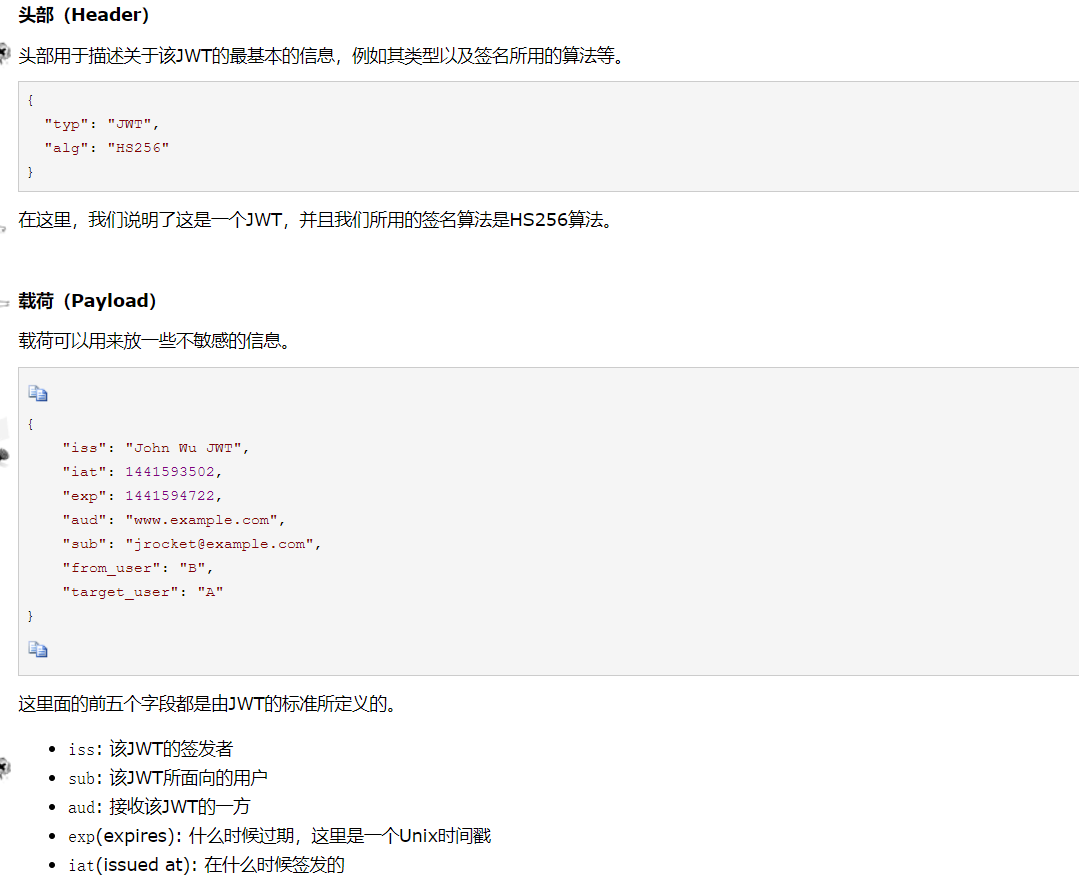 头部（Header）
头部用于描述关于该JWT的最基本的信息，例如其类型以及签名所用的算法等。
{
  "typ": "JWT",
  "alg": "HS256"
}
在这里，我们说明了这是一个JWT，并且我们所用的签名算法是HS256算法。
载荷（Payload）
载荷可以用来放一些不敏感的信息。
{
    "iss": "John Wu JWT",
    "iat": 1441593502,
    "exp": 1441594722,
    "aud": "www.example.com",
    "sub": "jrocket@example.com",
    "from_user": "B",
    "target_user": "A"
}
这里面的前五个字段都是由JWT的标准所定义的。
• iss: 该JWT的签发者
• sub: 该JWT所面向的用户
• aud: 接收该JWT的一方
• exp(expires): 什么时候过期，这里是一个Unix时间戳
• iat(issued at): 在什么时候签发的